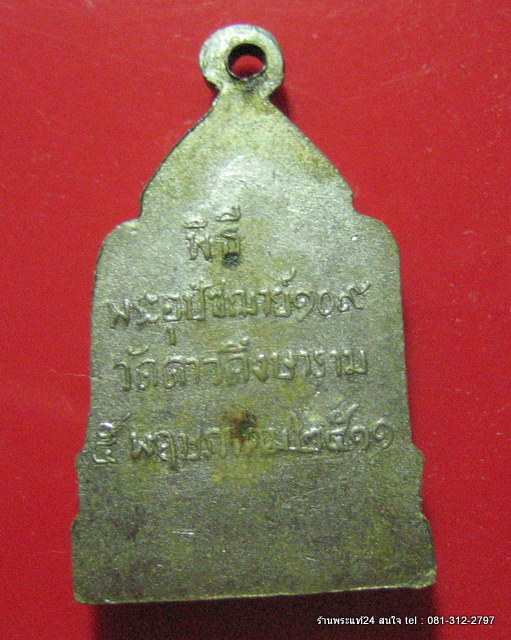 พิธี
พระอุปัชฌาย์๑๐๙
วัดดาวดึงษาราม
๕ พฤษภาคม๒๕๑๑
ร้านพระแท้24 สนใจ tel : 081-312-2797